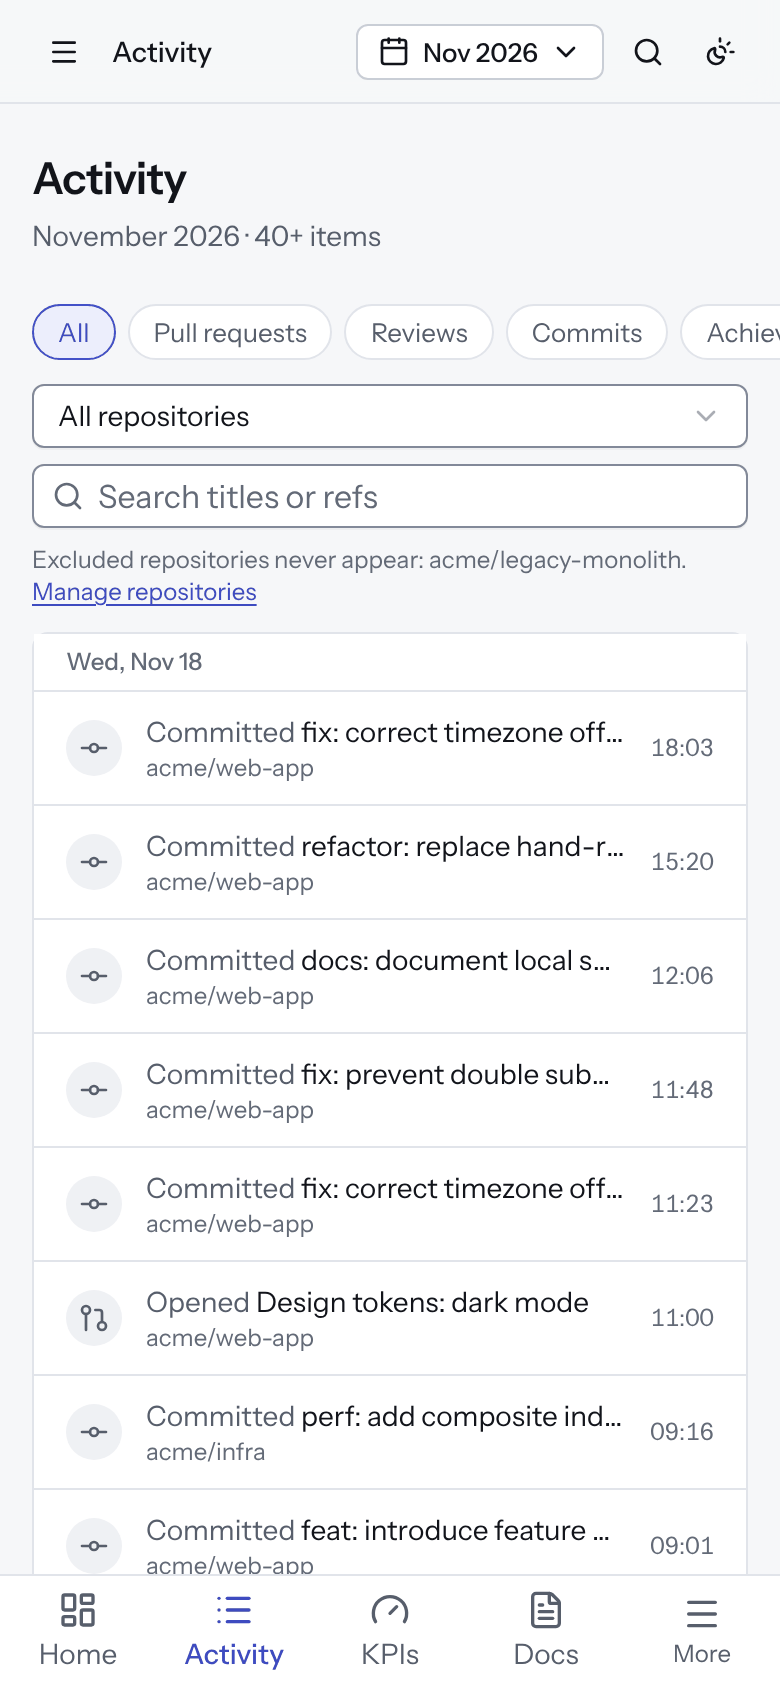 Activity
Nov 2026
Activity
November 2026 · 40+ items
All
Pull requests
Reviews
Commits
Achiev
All repositories
Search titles or refs
Excluded repositories never appear: acme/legacy-monolith.
Manage repositories
Wed, Nov 18
Committed fix: correct timezone off...
18:03
acme/web-app
Committed refactor: replace hand-r...
15:20
acme/web-app
Committed docs: document local s...
12:06
acme/web-app
Committed fix: prevent double sub...
11:48
acme/web-app
Committed fix: correct timezone off...
11:23
acme/web-app
Opened Design tokens: dark mode
11:00
acme/web-app
Committed perf: add composite ind...
09:16
acme/infra
Committed feat: introduce feature ...
09:01
acme/web-app
Home
Activity
KPIs
Docs
More